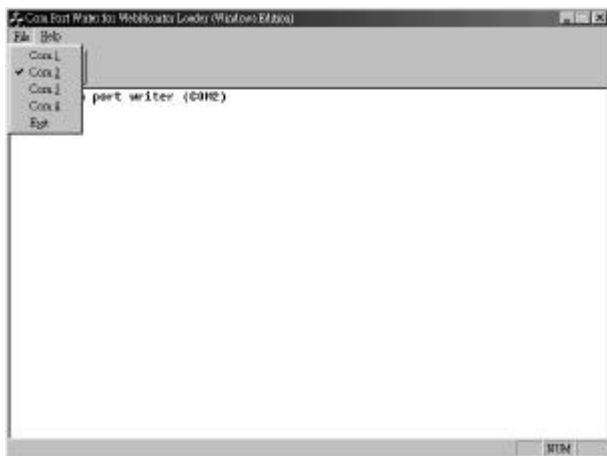 Com Port Writer for WebMonitor Loader (Windows Edition)
File Help
Com 1
Com 2
Com 3
Com 4
Exit
port writer (COM2)
NUM